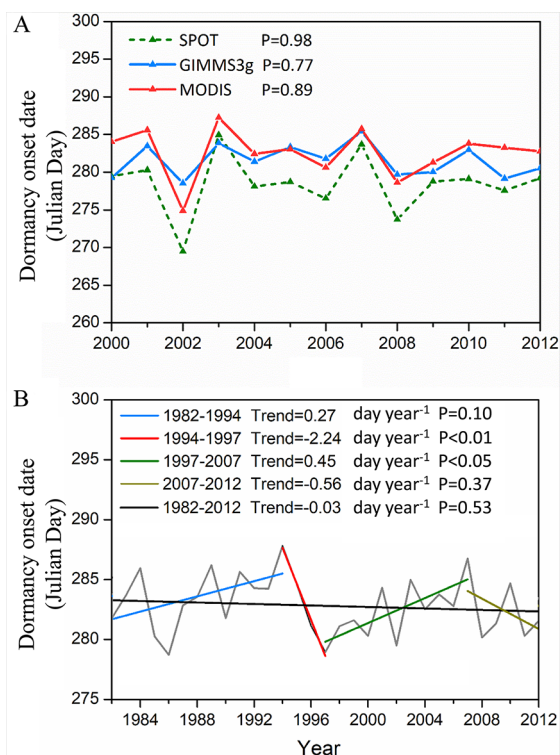 A
300
295
290
285
280
275
270
265
260
SPOT P=0.98
GIMMS3g P=0.77
MODIS P=0.89
Dormancy onset date
(Julian Day)
2000 2002 2004 2006 2008 2010 2012
B
300
295
290
285
280
275
1982-1994 Trend=0.27 day year⁻¹ P=0.10
1994-1997 Trend=-2.24 day year⁻¹ P<0.01
1997-2007 Trend=0.45 day year⁻¹ P<0.05
2007-2012 Trend=-0.56 day year⁻¹ P=0.37
1982-2012 Trend=-0.03 day year⁻¹ P=0.53
Dormancy onset date
(Julian Day)
1984 1988 1992 1996 2000 2004 2008 2012
Year